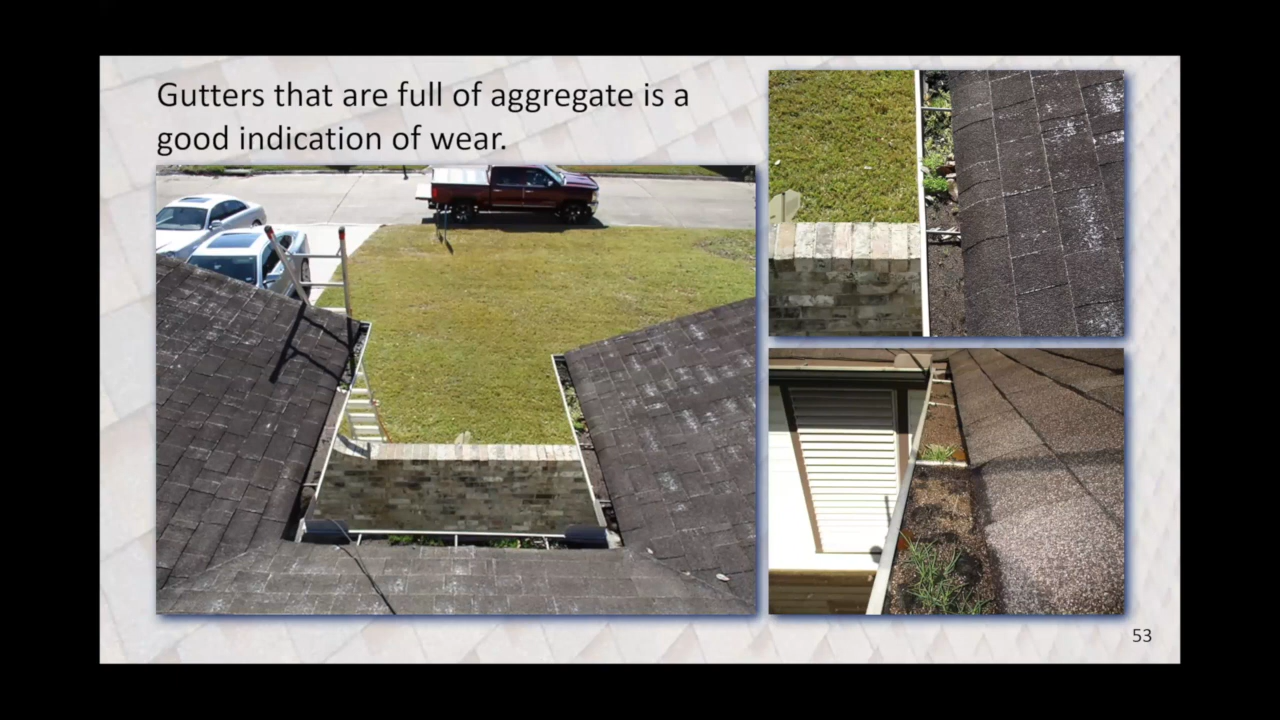 Gutters that are full of aggregate is a
good indication of wear.
53